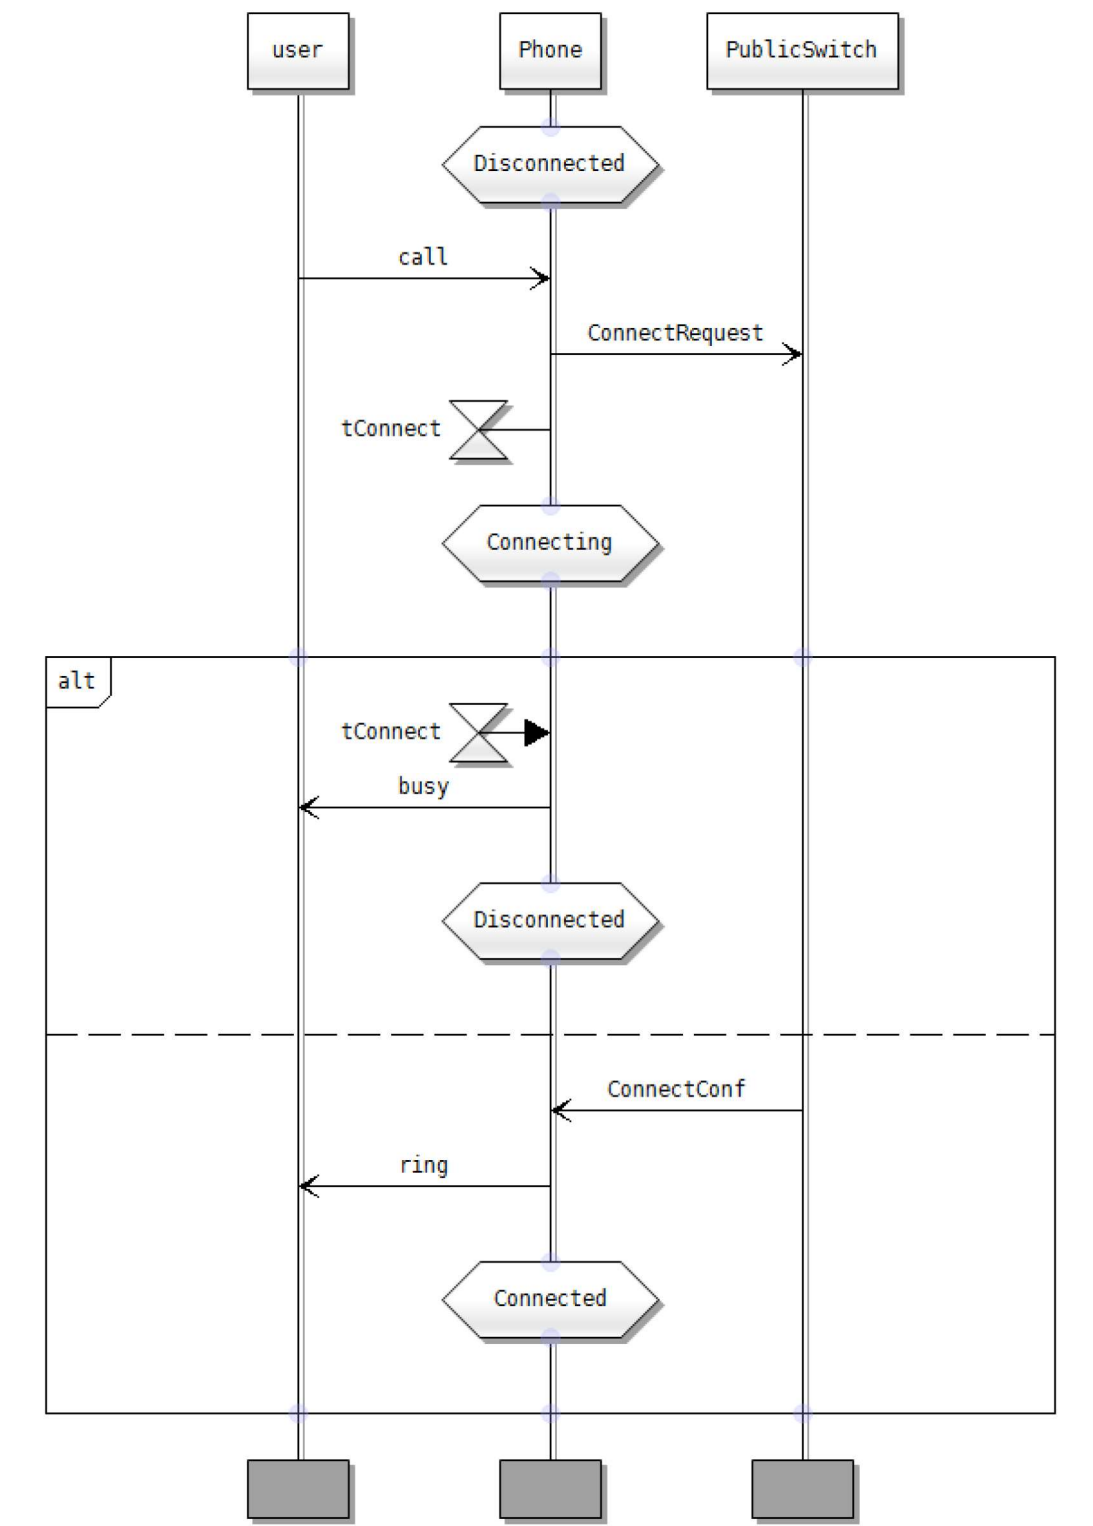 user
Phone
PublicSwitch
Disconnected
call
ConnectRequest
tConnect
Connecting
alt
tConnect
busy
Disconnected
ConnectConf
ring
Connected